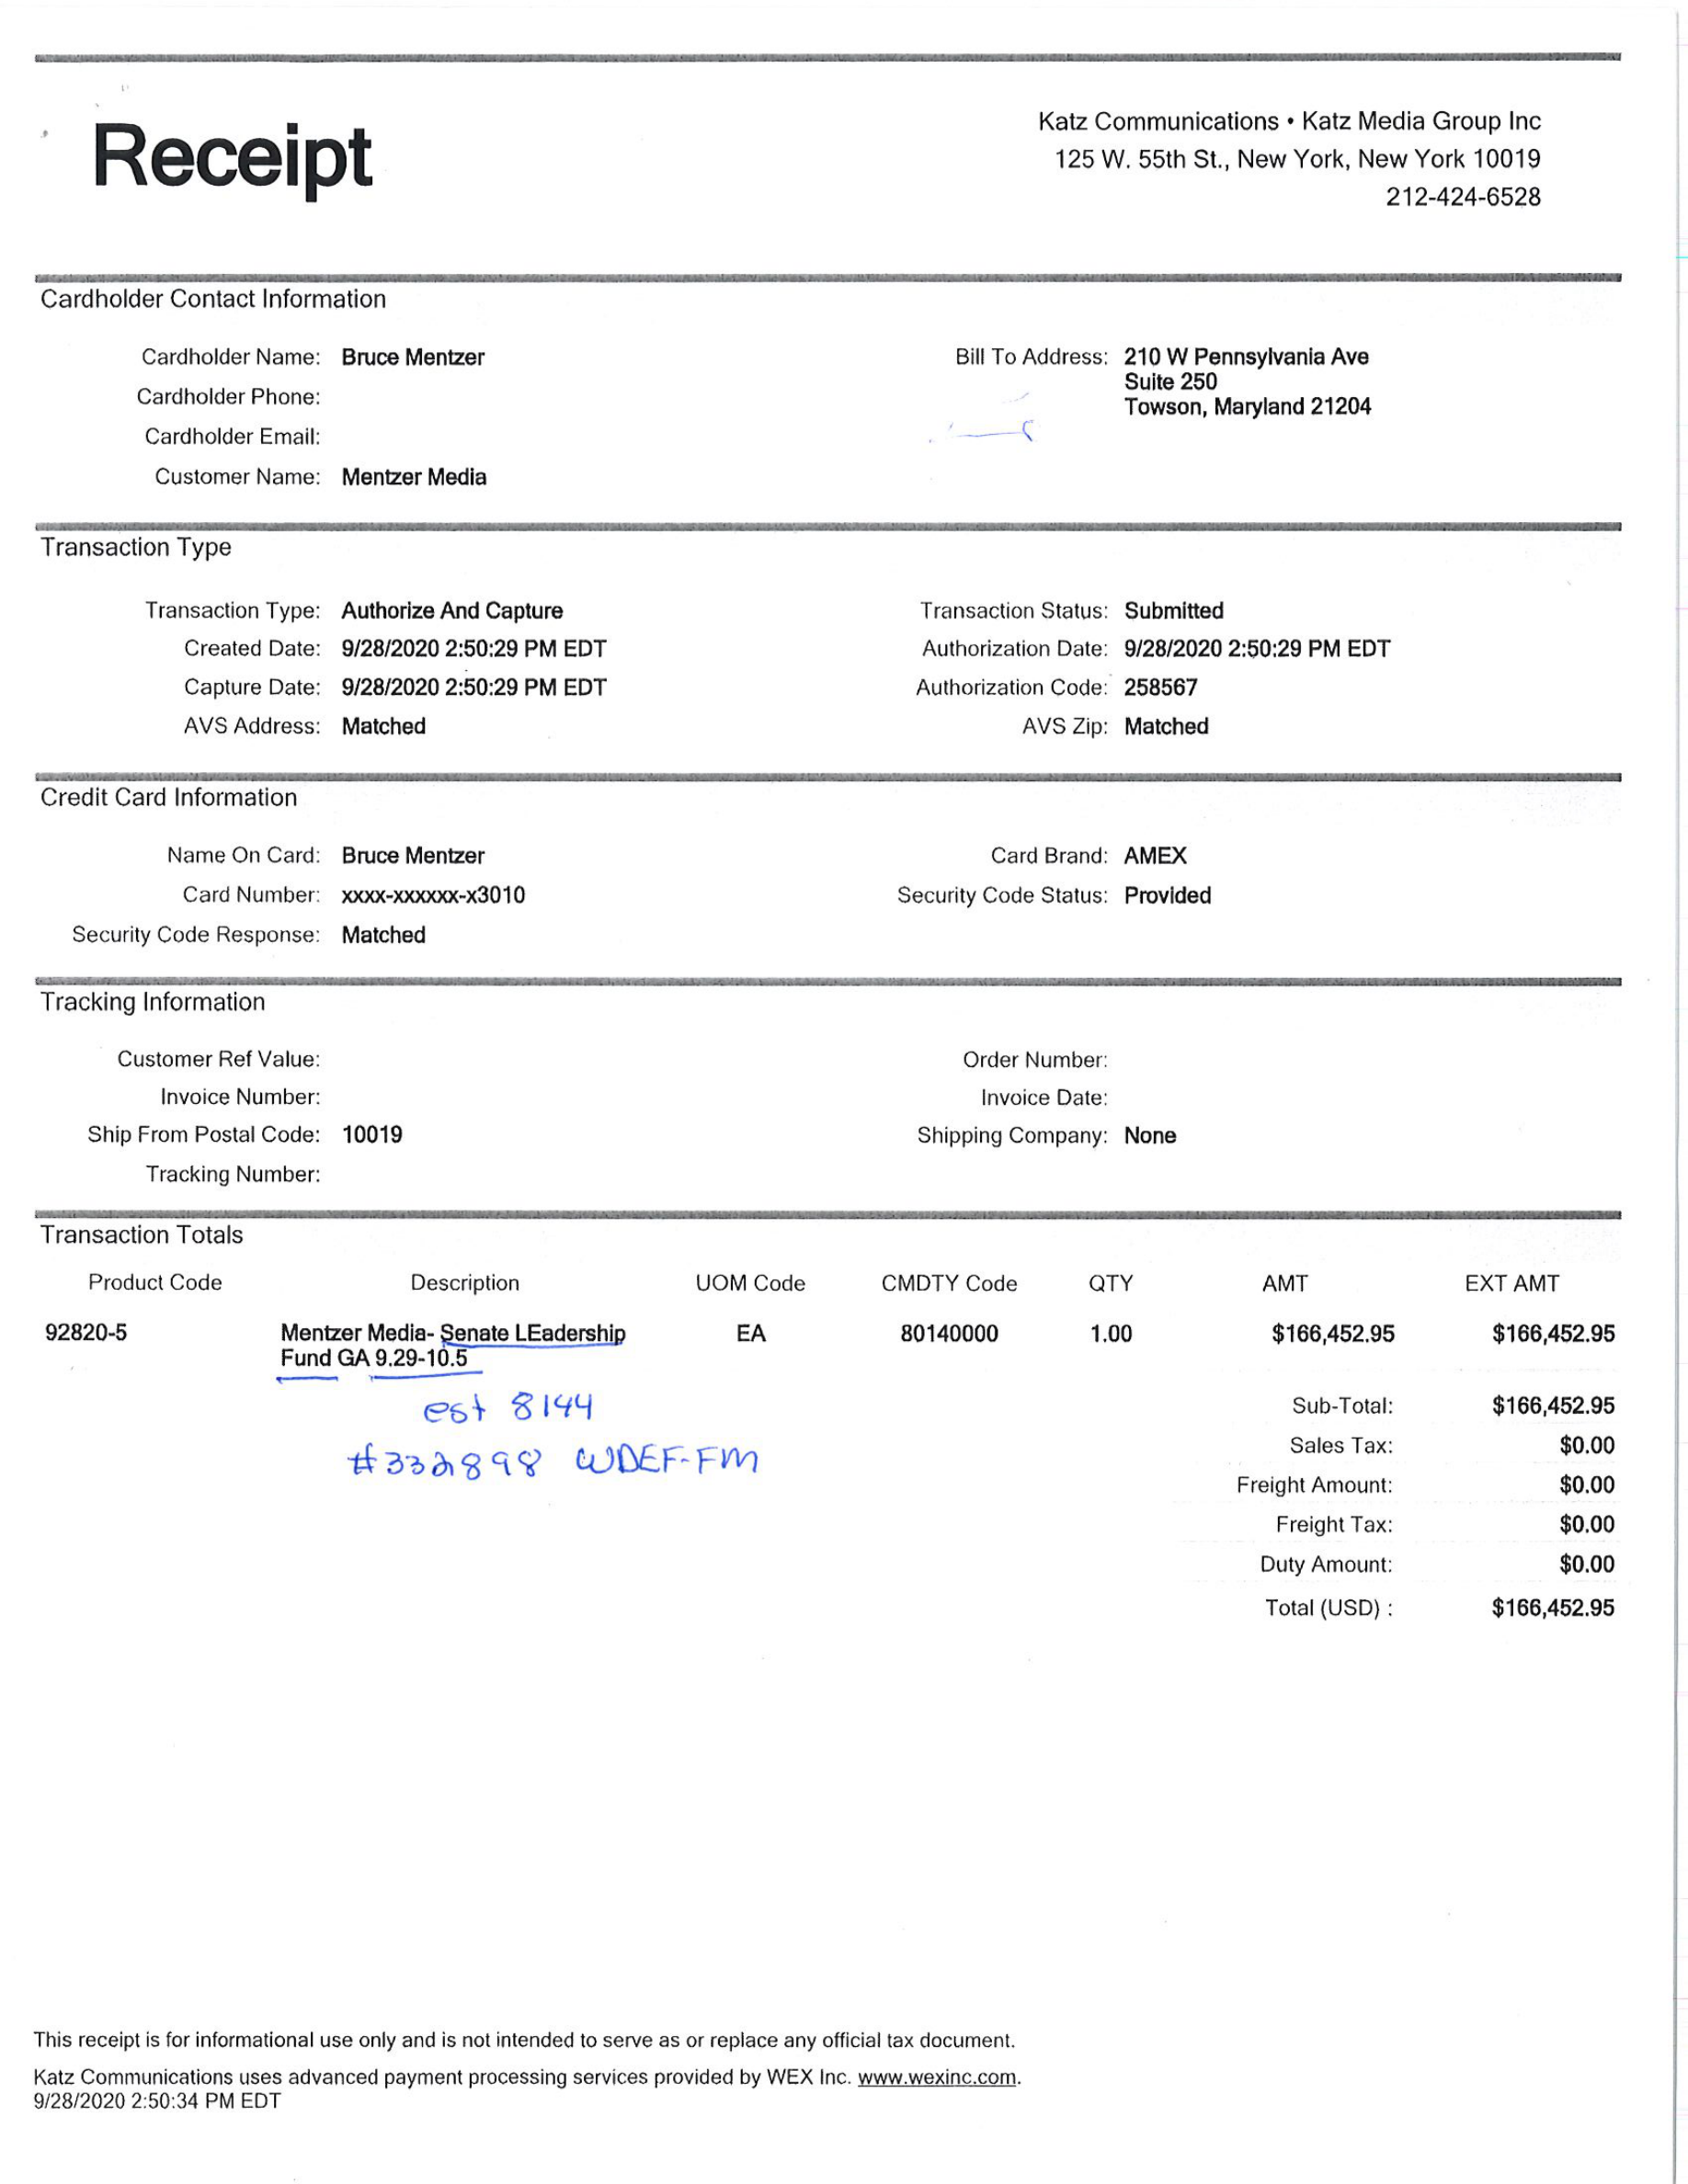 Receipt
Katz Communications • Katz Media Group Inc
125 W. 55th St., New York, New York 10019
212-424-6528
Cardholder Contact Information
Cardholder Name: Bruce Mentzer
Cardholder Phone:
Cardholder Email:
Customer Name: Mentzer Media
Bill To Address: 210 W Pennsylvania Ave
Suite 250
Towson, Maryland 21204
Transaction Type
Transaction Type: Authorize And Capture
Transaction Status: Submitted
Created Date: 9/28/2020 2:50:29 PM EDT
Authorization Date: 9/28/2020 2:50:29 PM EDT
Capture Date: 9/28/2020 2:50:29 PM EDT
Authorization Code: 258567
AVS Address: Matched
AVS Zip: Matched
Credit Card Information
Name On Card: Bruce Mentzer
Card Brand: AMEX
Card Number: xxxx-xxxxxx-x3010
Security Code Status: Provided
Security Code Response: Matched
Tracking Information
Customer Ref Value:
Order Number:
Invoice Number:
Invoice Date:
Ship From Postal Code: 10019
Shipping Company: None
Tracking Number:
Transaction Totals
Product Code Description UOM Code CMDTY Code QTY AMT EXT AMT
92820-5 Mentzer Media- Senate LEadership EA 80140000 1.00 $166,452.95 $166,452.95
Fund GA 9.29-10.5
est 8144
#332898 WDEF-FM
Sub-Total: $166,452.95
Sales Tax: $0.00
Freight Amount: $0.00
Freight Tax: $0.00
Duty Amount: $0.00
Total (USD) : $166,452.95
This receipt is for informational use only and is not intended to serve as or replace any official tax document.
Katz Communications uses advanced payment processing services provided by WEX Inc. www.wexinc.com.
9/28/2020 2:50:34 PM EDT